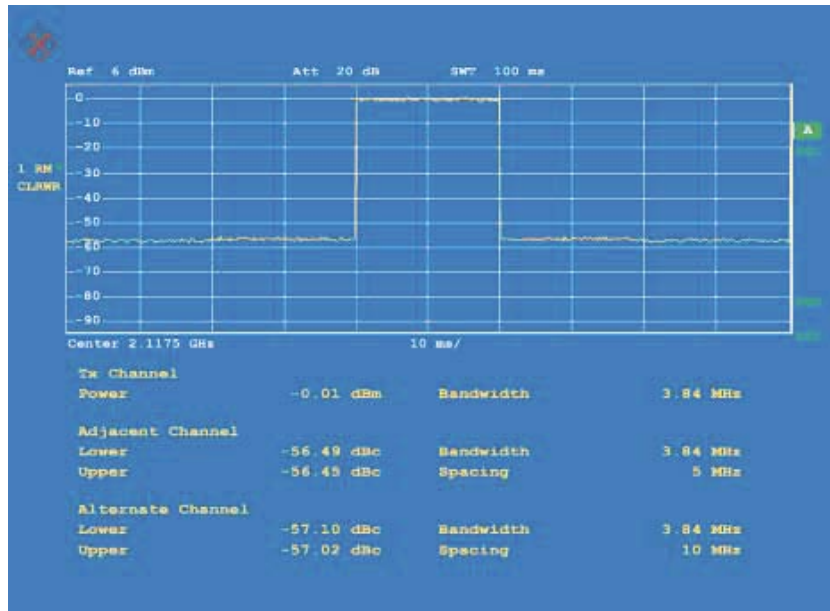 Ref 6 dBm Att 20 dB SWT 100 ms
0
-10
-20
A
1 RM
-30
CLRWR
-40
-50
-60
-70
-80
-90
Center 2.1175 GHz 10 ms/
Tx Channel
Power -0.01 dBm Bandwidth 3.84 MHz
Adjacent Channel
Lower -56.49 dBc Bandwidth 3.84 MHz
Upper -56.45 dBc Spacing 5 MHz
Alternate Channel
Lower -57.10 dBc Bandwidth 3.84 MHz
Upper -57.02 dBc Spacing 10 MHz